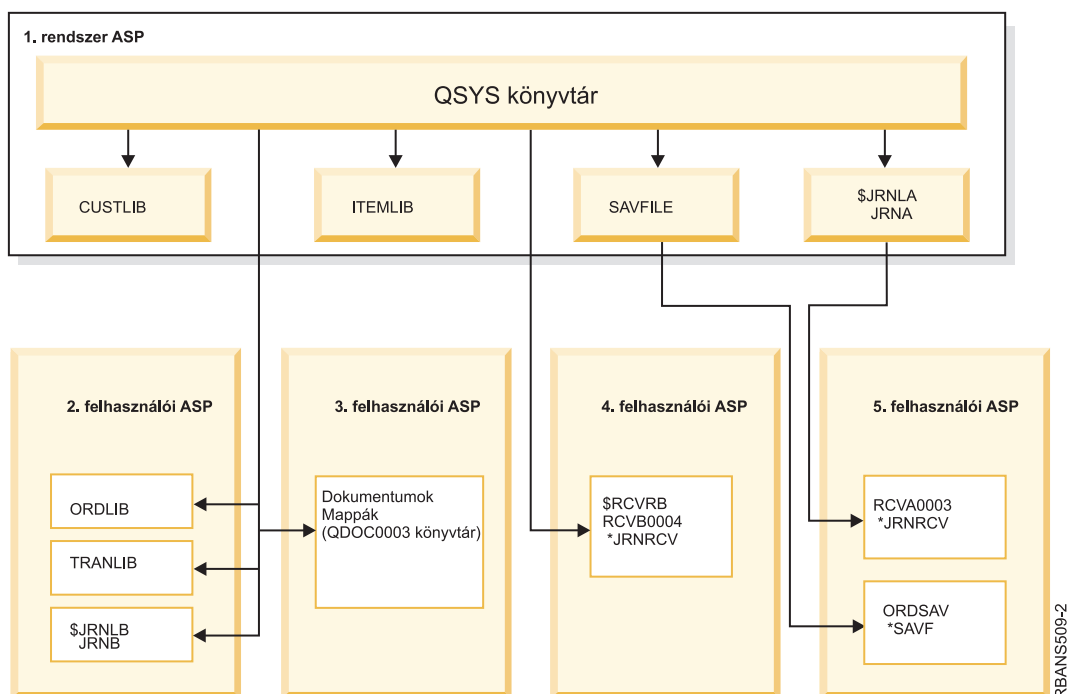 1. rendszer ASP
QSYS könyvtár
CUSTLIB
ITEMLIB
SAVFILE
$JRNLA
JRNA
2. felhasználói ASP
ORDLIB
TRANLIB
$JRNLB
JRNB
3. felhasználói ASP
Dokumentumok
Mappák
(QDOC0003 könyvtár)
4. felhasználói ASP
$RCVRB
RCVB0004
*JRNRCV
5. felhasználói ASP
RCVA0003
*JRNRCV
ORDSAV
*SAVF
RBANS509-2